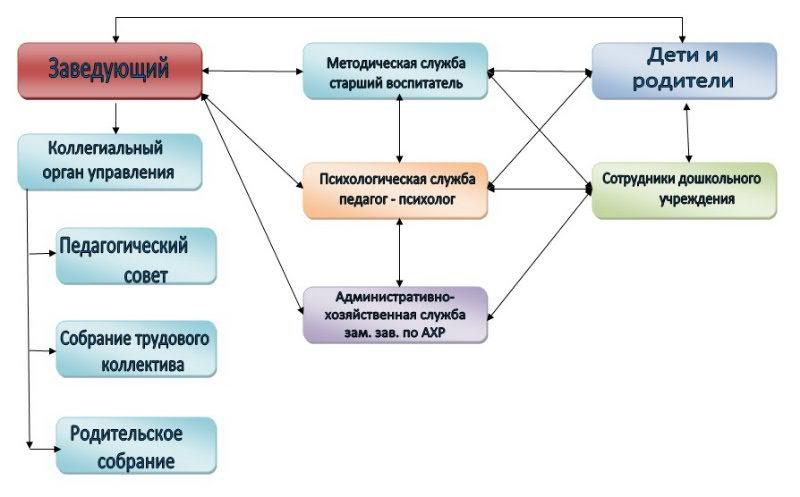 Заведующий
Методическая служба
старший воспитатель
Дети и
родители
Коллегиальный
орган управления
Психологическая служба
педагог - психолог
Сотрудники дошкольного
учреждения
Педагогический
совет
Административно-
хозяйственная служба
зам. зав. по АХР
Собрание трудового
коллектива
Родительское
собрание